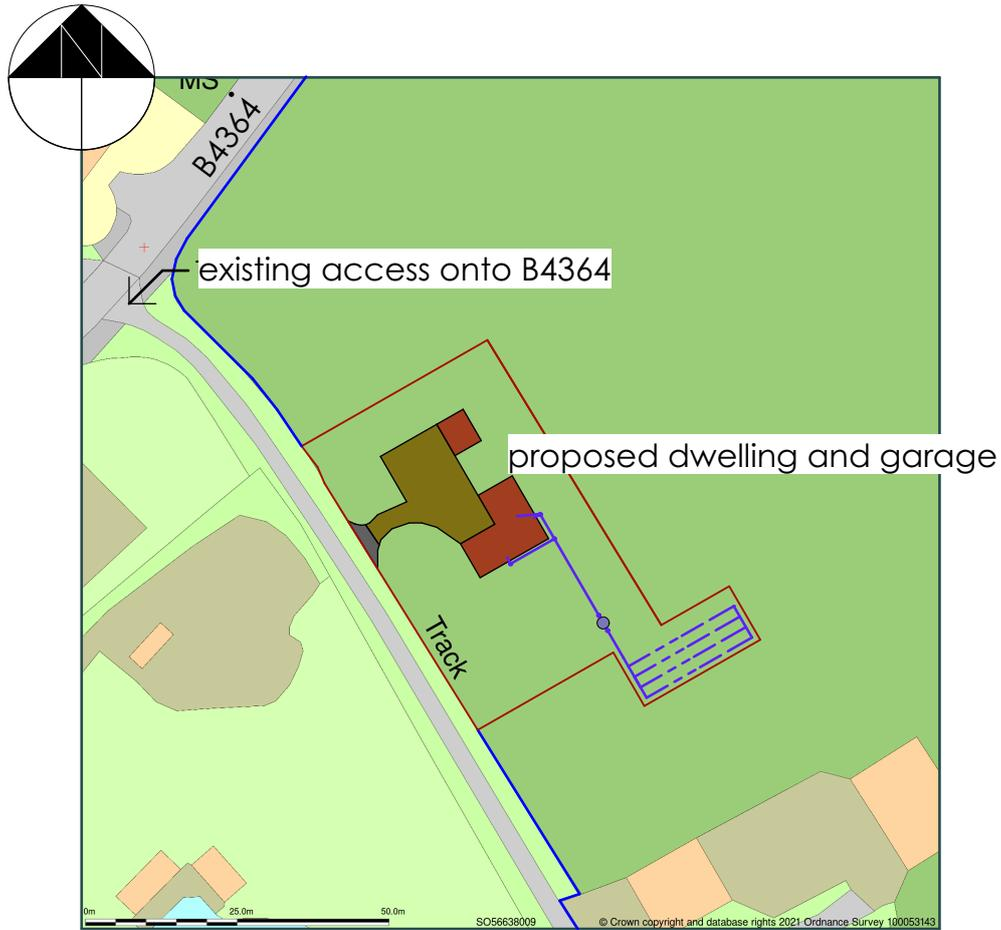 N
MS
B4364
existing access onto B4364
proposed dwelling and garage
Track
0m 25.0m 50.0m
SO56638009
© Crown copyright and database rights 2021 Ordnance Survey 100053143